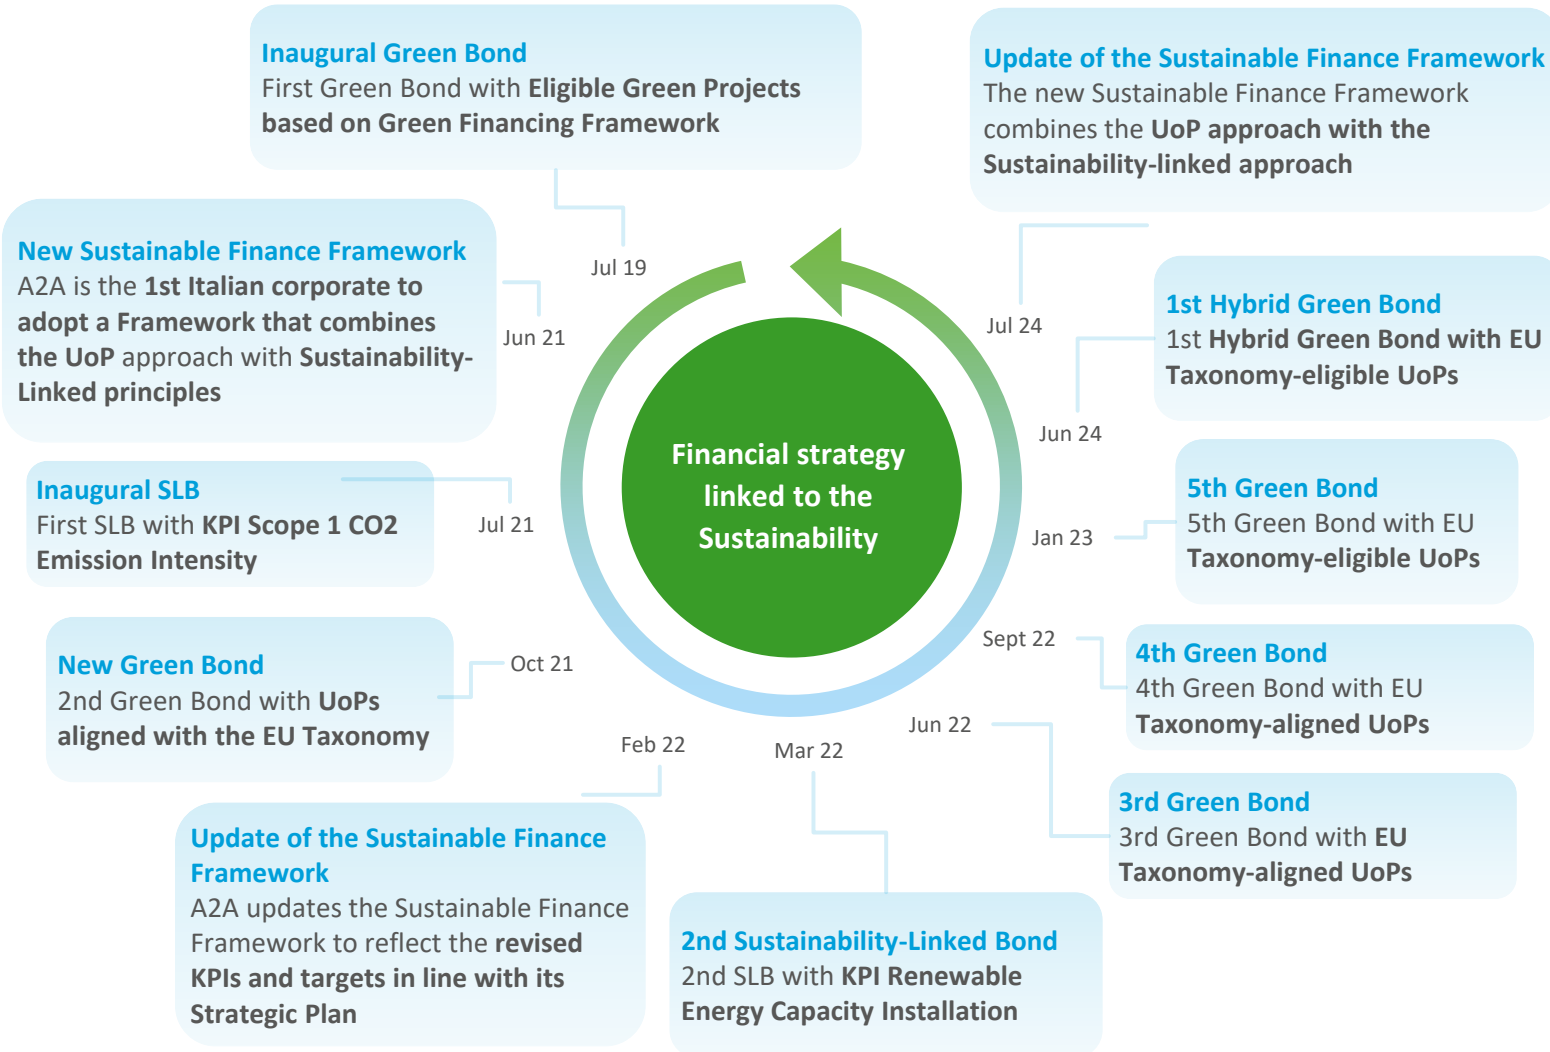 Inaugural Green Bond
First Green Bond with Eligible Green Projects
based on Green Financing Framework
Jul 19
New Sustainable Finance Framework
A2A is the 1st Italian corporate to
adopt a Framework that combines
the UoP approach with Sustainability-
Linked principles
Jun 21
Inaugural SLB
First SLB with KPI Scope 1 CO2
Emission Intensity
Jul 21
New Green Bond
2nd Green Bond with UoPs
aligned with the EU Taxonomy
Oct 21
Update of the Sustainable Finance
Framework
A2A updates the Sustainable Finance
Framework to reflect the revised
KPIs and targets in line with its
Strategic Plan
Feb 22
2nd Sustainability-Linked Bond
2nd SLB with KPI Renewable
Energy Capacity Installation
Mar 22
3rd Green Bond
3rd Green Bond with EU
Taxonomy-aligned UoPs
Jun 22
4th Green Bond
4th Green Bond with EU
Taxonomy-aligned UoPs
Sept 22
5th Green Bond
5th Green Bond with EU
Taxonomy-eligible UoPs
Jan 23
1st Hybrid Green Bond
1st Hybrid Green Bond with EU
Taxonomy-eligible UoPs
Jun 24
Update of the Sustainable Finance Framework
The new Sustainable Finance Framework
combines the UoP approach with the
Sustainability-linked approach
Jul 24
Financial strategy
linked to the
Sustainability